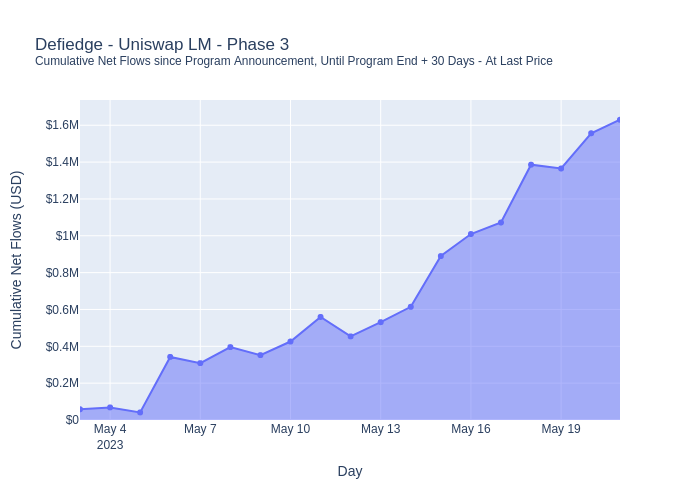 Defiedge - Uniswap LM - Phase 3
Cumulative Net Flows since Program Announcement, Until Program End + 30 Days - At Last Price
Cumulative Net Flows (USD)
$1.6M
$1.4M
$1.2M
$1M
$0.8M
$0.6M
$0.4M
$0.2M
$0
May 4 May 7 May 10 May 13 May 16 May 19
2023
Day